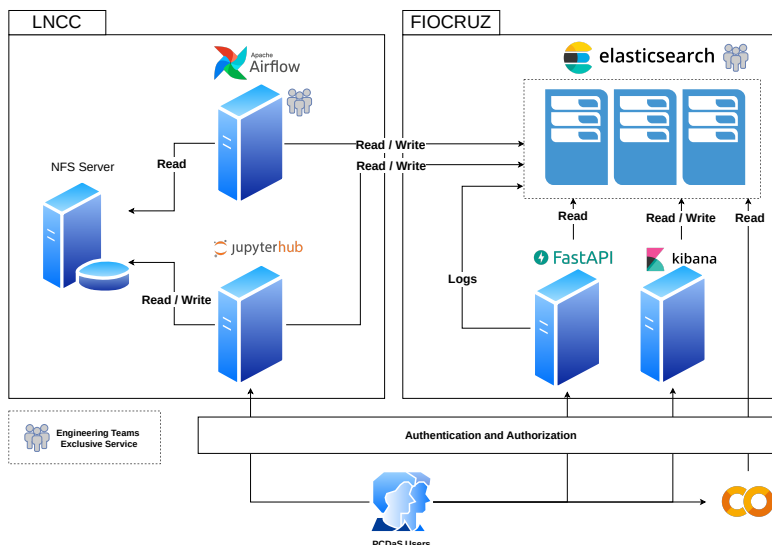 LNCC
FIOCRUZ
Apache
Airflow
elasticsearch
Read / Write
Read / Write
Read
NFS Server
Read
Read / Write
Read
jupyterhub
FastAPI
kibana
Logs
Read / Write
Engineering Teams
Exclusive Service
Authentication and Authorization
PCDaS Users